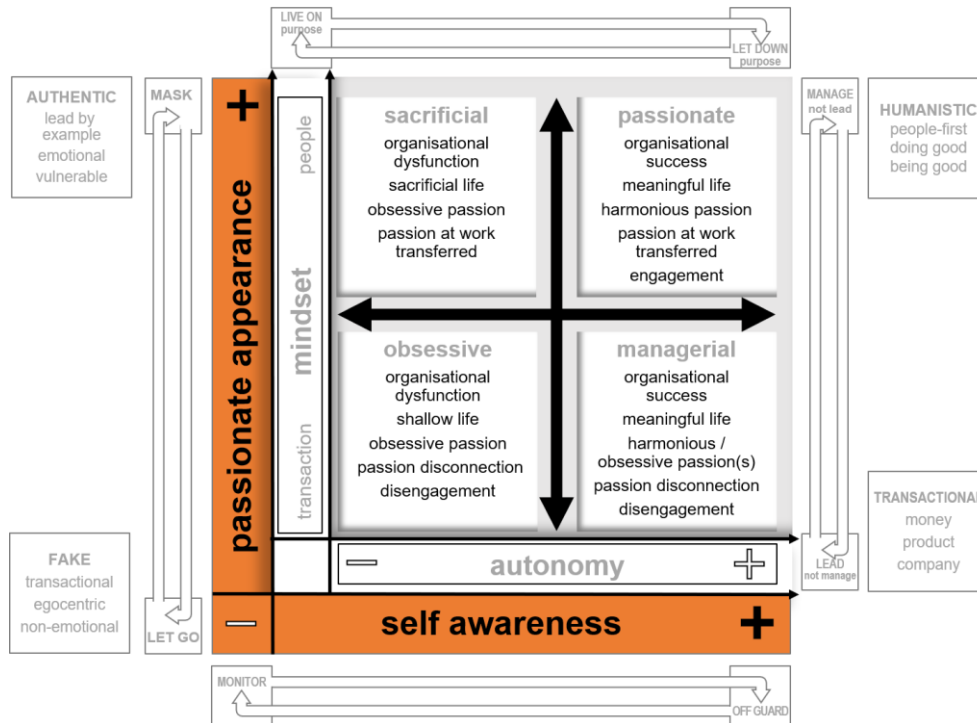 LIVE ON
purpose
LET DOWN
purpose
AUTHENTIC
lead by
example
emotional
vulnerable
MASK
+
passionate appearance
−
people
mindset
transaction
sacrificial
organisational
dysfunction
sacrificial life
obsessive passion
passion at work
transferred
passionate
organisational
success
meaningful life
harmonious passion
passion at work
transferred
engagement
MANAGE
not lead
HUMANISTIC
people-first
doing good
being good
obsessive
organisational
dysfunction
shallow life
obsessive passion
passion disconnection
disengagement
managerial
organisational
success
meaningful life
harmonious /
obsessive passion(s)
passion disconnection
disengagement
FAKE
transactional
egocentric
non-emotional
LET GO
− autonomy +
self awareness +
LEAD
not manage
TRANSACTIONAL
money
product
company
MONITOR
OFF GUARD